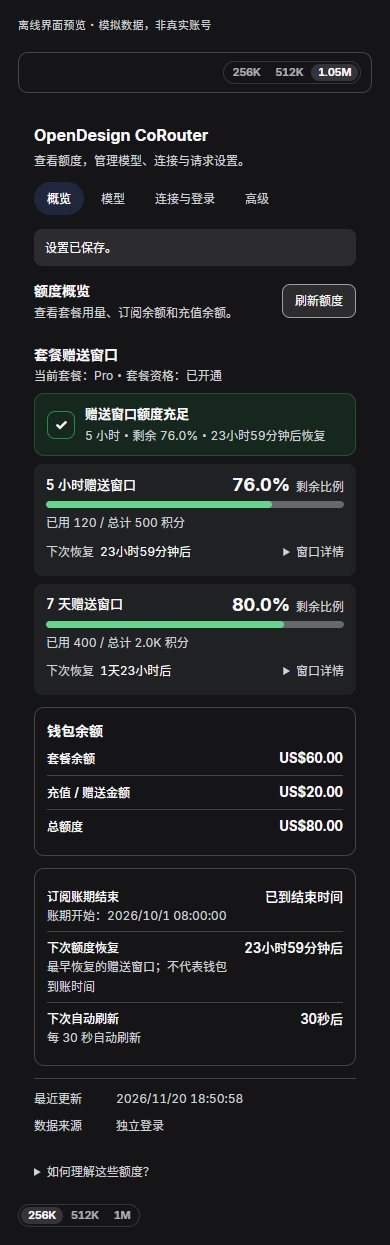 离线界面预览・模拟数据，非真实账号
256K 512K 1.05M
OpenDesign CoRouter
查看额度，管理模型、连接与请求设置。
概览 模型 连接与登录 高级
设置已保存。
额度概览
查看套餐用量、订阅余额和充值余额。
刷新额度
套餐赠送窗口
当前套餐：Pro・套餐资格：已开通
赠送窗口额度充足
5 小时・剩余 76.0%・23小时59分钟后恢复
5 小时赠送窗口 76.0% 剩余比例
已用 120 / 总计 500 积分
下次恢复 23小时59分钟后 ▶ 窗口详情
7 天赠送窗口 80.0% 剩余比例
已用 400 / 总计 2.0K 积分
下次恢复 1天23小时后 ▶ 窗口详情
钱包余额
套餐余额 US$60.00
充值 / 赠送金额 US$20.00
总额度 US$80.00
订阅账期结束 已到结束时间
账期开始：2026/10/1 08:00:00
下次额度恢复 23小时59分钟后
最早恢复的赠送窗口；不代表钱包
到账时间
下次自动刷新 30秒后
每 30 秒自动刷新
最近更新 2026/11/20 18:50:58
数据来源 独立登录
▶ 如何理解这些额度？
256K 512K 1M